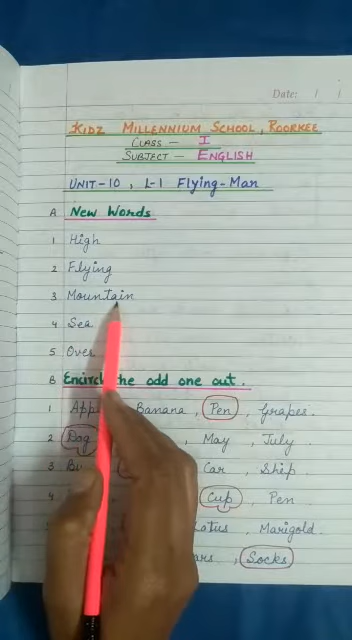 Date: / /
KIDZ MILLENNIUM SCHOOL, ROORKEE
CLASS - I
SUBJECT - ENGLISH
UNIT-10, L-1 Flying-Man
A New Words
1 High
2 Flying
3 Mountain
4 Sea
5 Over
B Encircle the odd one out.
1 Banana, Pen, Grapes.
2 Dog, May, July
3 Car, Ship
4 Cup, Pen
Lotus, Marigold.
Socks